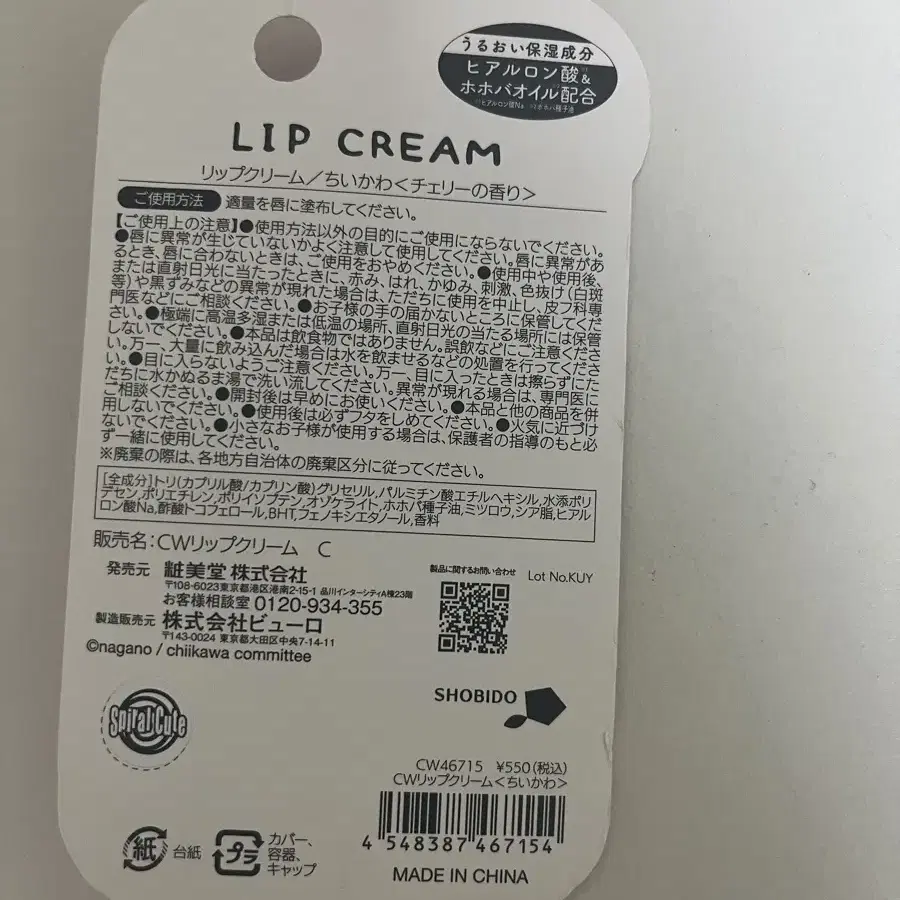 うるおい保湿成分
ヒアルロン酸※1&
ホホバオイル※2配合
※1ヒアルロン酸Na ※2ホホバ種子油
LIP CREAM
リップクリーム/ちいかわ<チェリーの香り>
ご使用方法 適量を唇に塗布してください。
【ご使用上の注意】●使用方法以外の目的にご使用にならないでください。
●唇に異常が生じていないかよく注意して使用してください。唇に異常があ
るとき、唇に合わないときは、ご使用をおやめください。●使用中や使用後、
または直射日光に当たったときに、赤み、はれ、かゆみ、刺激、色抜け(白斑
等)や黒ずみなどの異常が現れた場合は、ただちに使用を中止し、皮フ科専
門医などにご相談ください。●お子様の手の届かないところに保管してくだ
さい。●極端に高温多湿または低温の場所、直射日光の当たる場所には保管
しないでください。●本品は飲食物ではありません。誤飲などにご注意くださ
い。万一、大量に飲み込んだ場合は水を飲ませるなどの処置を行ってくださ
い。●目に入らないようご注意ください。万一、目に入ったときは擦らずにた
だちに水かぬるま湯で洗い流してください。異常が現れる場合は、専門医に
ご相談ください。●開封後は早めにお使いください。●本品と他の商品を併
用しないでください。●使用後は必ずフタをしめてください。●火気に近づけ
ないでください。●小さなお子様が使用する場合は、保護者の指導のもと必
ず一緒に使用してください。
※廃棄の際は、各地方自治体の廃棄区分に従ってください。
[全成分]トリ(カプリル酸/カプリン酸)グリセリル,パルミチン酸エチルヘキシル,水添ポリ
デセン,ポリエチレン,ポリイソブテン,オゾケライト,ホホバ種子油,ミツロウ,シア脂,ヒアル
ロン酸Na,酢酸トコフェロール,BHT,フェノキシエタノール,香料
販売名:CWリップクリーム C
発売元 粧美堂 株式会社
〒108-6023 東京都港区港南2-15-1 品川インターシティA棟23階
お客様相談室 0120-934-355
製造販売元 株式会社ピューロ
〒143-0024 東京都大田区中央7-14-11
©nagano / chiikawa committee
製品に関するお問い合わせ
Lot No.KUY
Spiral Cute
SHOBIDO
CW46715 ¥550(税込)
CWリップクリーム<ちいかわ>
4 548387 467154
MADE IN CHINA
紙 台紙
プラ カバー、
容器、
キャップ